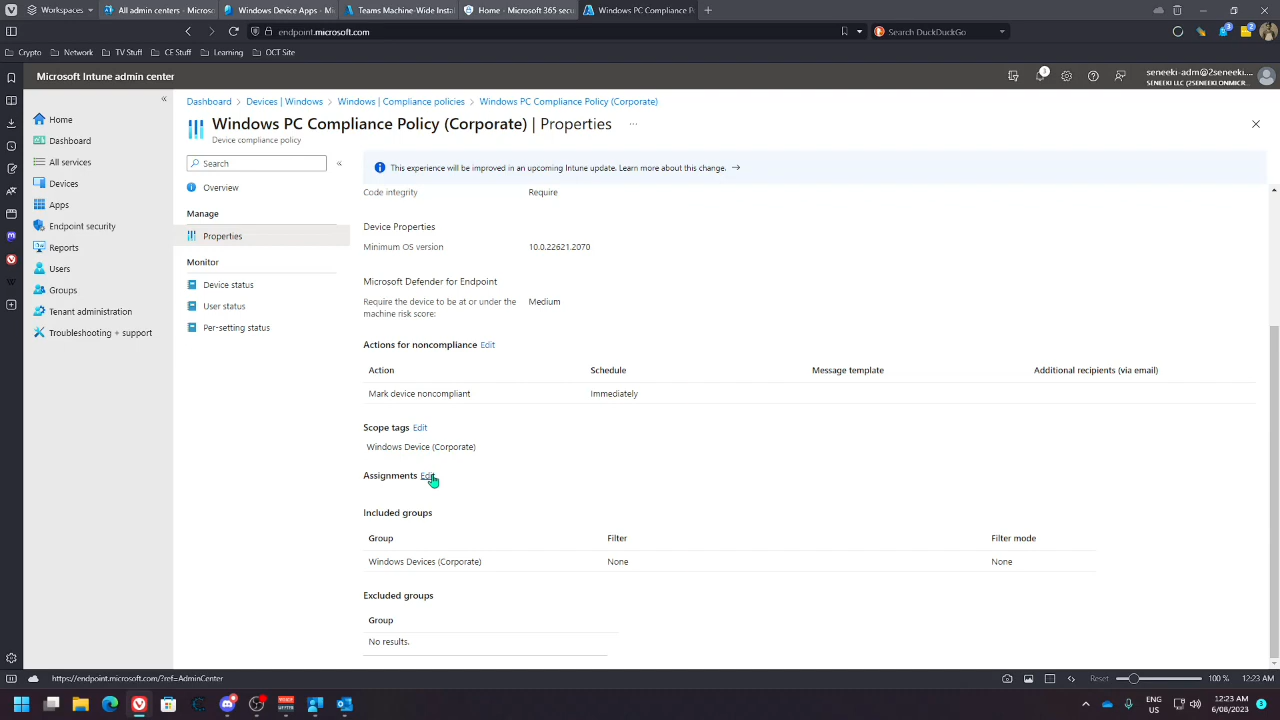 Workspaces
All admin centers - Microso
Windows Device Apps - Mi
Teams Machine-Wide Insta
Home - Microsoft 365 secu
Windows PC Compliance Po
endpoint.microsoft.com
Search DuckDuckGo
Crypto
Network
TV Stuff
CE Stuff
Learning
OCT Site
Microsoft Intune admin center
seneeki-adm@2seneeki....
SENEEKI LLC (2SENEEKI.ONMICR...
Home
Dashboard
All services
Devices
Apps
Endpoint security
Reports
Users
Groups
Tenant administration
Troubleshooting + support
Dashboard > Devices | Windows > Windows | Compliance policies > Windows PC Compliance Policy (Corporate)
Windows PC Compliance Policy (Corporate) | Properties ...
Device compliance policy
Search
Overview
Manage
Properties
Monitor
Device status
User status
Per-setting status
This experience will be improved in an upcoming Intune update. Learn more about this change. →
Code integrity Require
Device Properties
Minimum OS version 10.0.22621.2070
Microsoft Defender for Endpoint
Require the device to be at or under the Medium
machine risk score:
Actions for noncompliance Edit
Action Schedule Message template Additional recipients (via email)
Mark device noncompliant Immediately
Scope tags Edit
Windows Device (Corporate)
Assignments Edit
Included groups
Group Filter Filter mode
Windows Devices (Corporate) None None
Excluded groups
Group
No results.
https://endpoint.microsoft.com/?ref=AdminCenter
Reset
100 %
12:23 AM
ENG
US
12:23 AM
6/08/2023